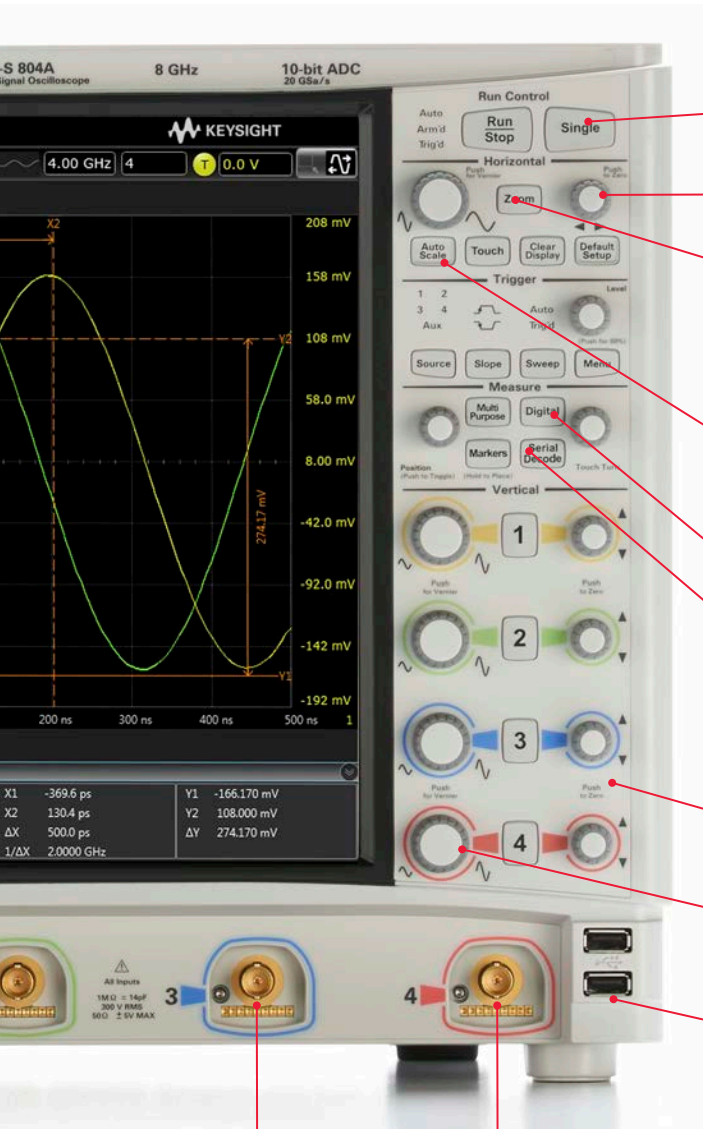 -S 804A
Signal Oscilloscope
8 GHz
10-bit ADC
20 GSa/s
KEYSIGHT
4.00 GHz
4
T
0.0 V
X2
208 mV
158 mV
108 mV
Y2
58.0 mV
8.00 mV
274.17 mV
-42.0 mV
-92.0 mV
-142 mV
Y1
-192 mV
200 ns
300 ns
400 ns
500 ns
1
X1 -369.6 ps
X2 130.4 ps
ΔX 500.0 ps
1/ΔX 2.0000 GHz
Y1 -166.170 mV
Y2 108.000 mV
ΔY 274.170 mV
Run Control
Auto
Arm'd
Trig'd
Run
Stop
Single
Horizontal
Push
for Vernier
Zoom
Push
to Zero
Auto
Scale
Touch
Clear
Display
Default
Setup
Trigger
1 2
3 4
Aux
Auto
Trig'd
Level
(Push for 50%)
Source
Slope
Sweep
Menu
Measure
Multi
Purpose
Digital
Markers
Serial
Decode
Position
(Push to Toggle)
(Hold to Place)
Touch Tune
Vertical
1
Push
for Vernier
Push
to Zero
2
3
Push
for Vernier
Push
to Zero
4
All Inputs
1MΩ = 14pF
300 V RMS
50Ω ±5V MAX
3
4